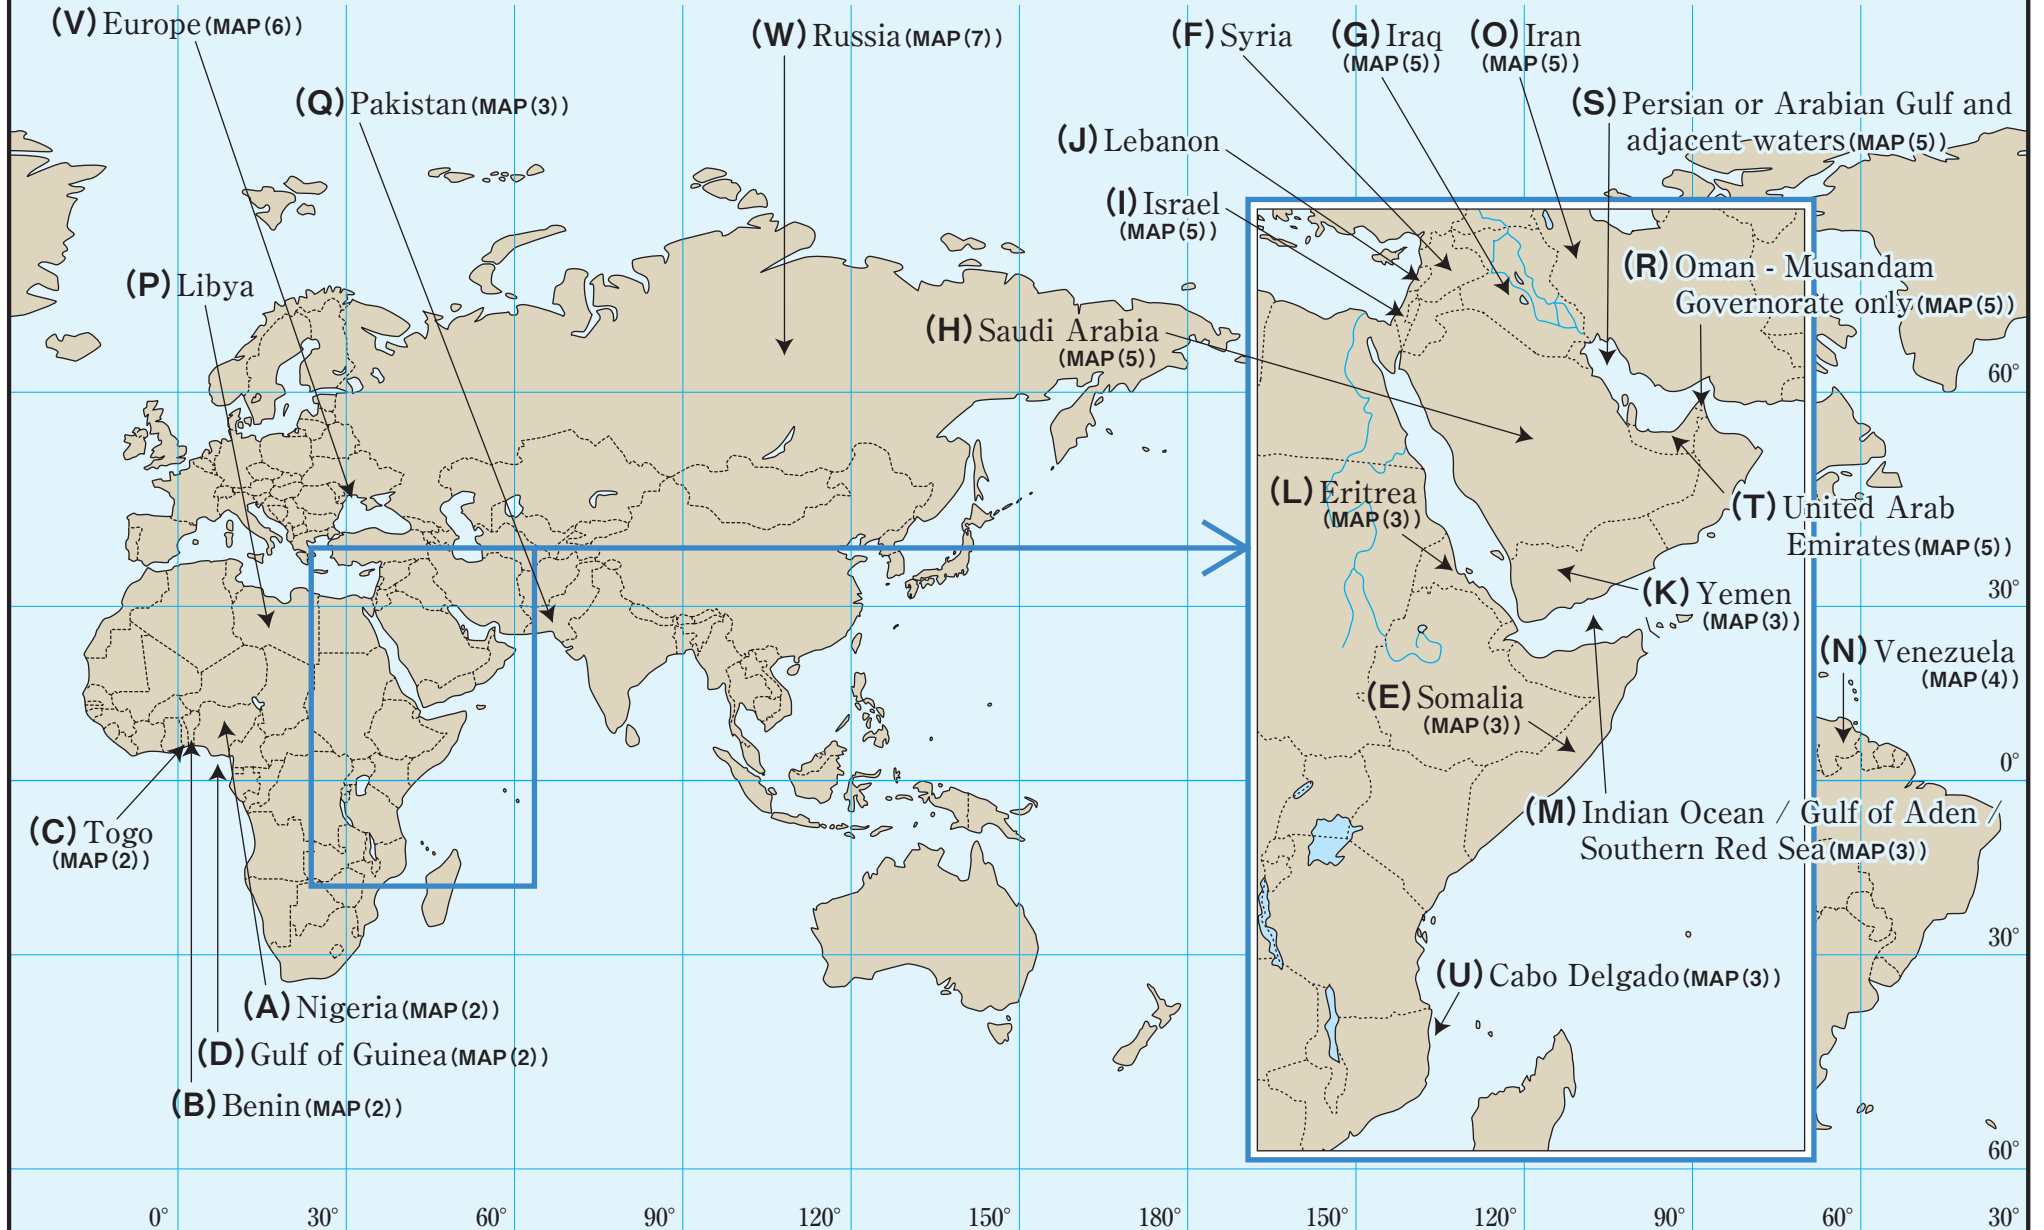 (V) Europe (MAP(6))
(W) Russia (MAP(7))
(F) Syria
(G) Iraq
(MAP(5))
(O) Iran
(MAP(5))
(Q) Pakistan (MAP(3))
(S) Persian or Arabian Gulf and
adjacent waters (MAP(5))
(J) Lebanon
(I) Israel
(MAP(5))
(P) Libya
(R) Oman - Musandam
Governorate only (MAP(5))
(H) Saudi Arabia
(MAP(5))
60°
(L) Eritrea
(MAP(3))
(T) United Arab
Emirates (MAP(5))
(K) Yemen
(MAP(3))
30°
(N) Venezuela
(MAP(4))
(E) Somalia
(MAP(3))
0°
(C) Togo
(MAP(2))
(M) Indian Ocean / Gulf of Aden /
Southern Red Sea (MAP(3))
30°
(U) Cabo Delgado (MAP(3))
(A) Nigeria (MAP(2))
(D) Gulf of Guinea (MAP(2))
(B) Benin (MAP(2))
60°
0° 30° 60° 90° 120° 150° 180° 150° 120° 90° 60° 30°